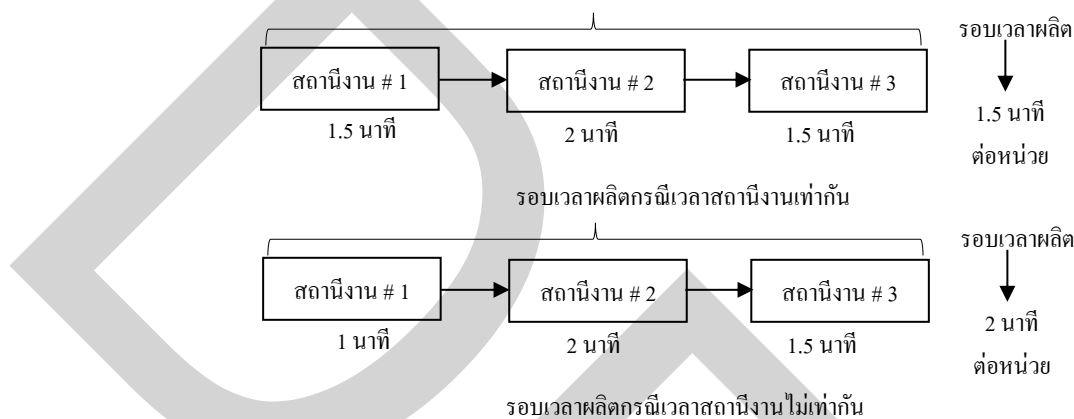 รอบเวลาผลิต
สถานีงาน # 1 สถานีงาน # 2 สถานีงาน # 3
1.5 นาที 2 นาที 1.5 นาที
1.5 นาที
ต่อหน่วย
รอบเวลาผลิตกรณีเวลาสถานีงานเท่ากัน
รอบเวลาผลิต
สถานีงาน # 1 สถานีงาน # 2 สถานีงาน # 3
1 นาที 2 นาที 1.5 นาที
2 นาที
ต่อหน่วย
รอบเวลาผลิตกรณีเวลาสถานีงานไม่เท่ากัน